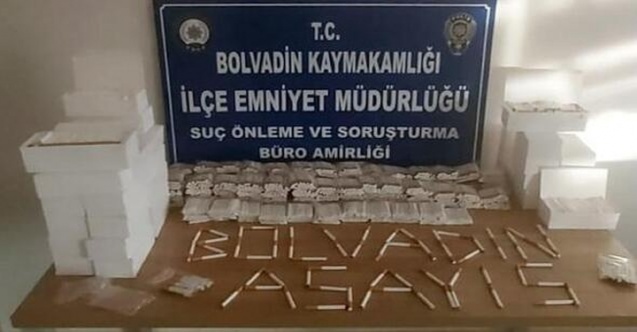 T.C.
BOLVADİN KAYMAKAMLIĞI
İLÇE EMNİYET MÜDÜRLÜĞÜ
SUÇ ÖNLEME VE SORUŞTURMA
BÜRO AMİRLİĞİ
BOLVADİN
ASAYİŞ